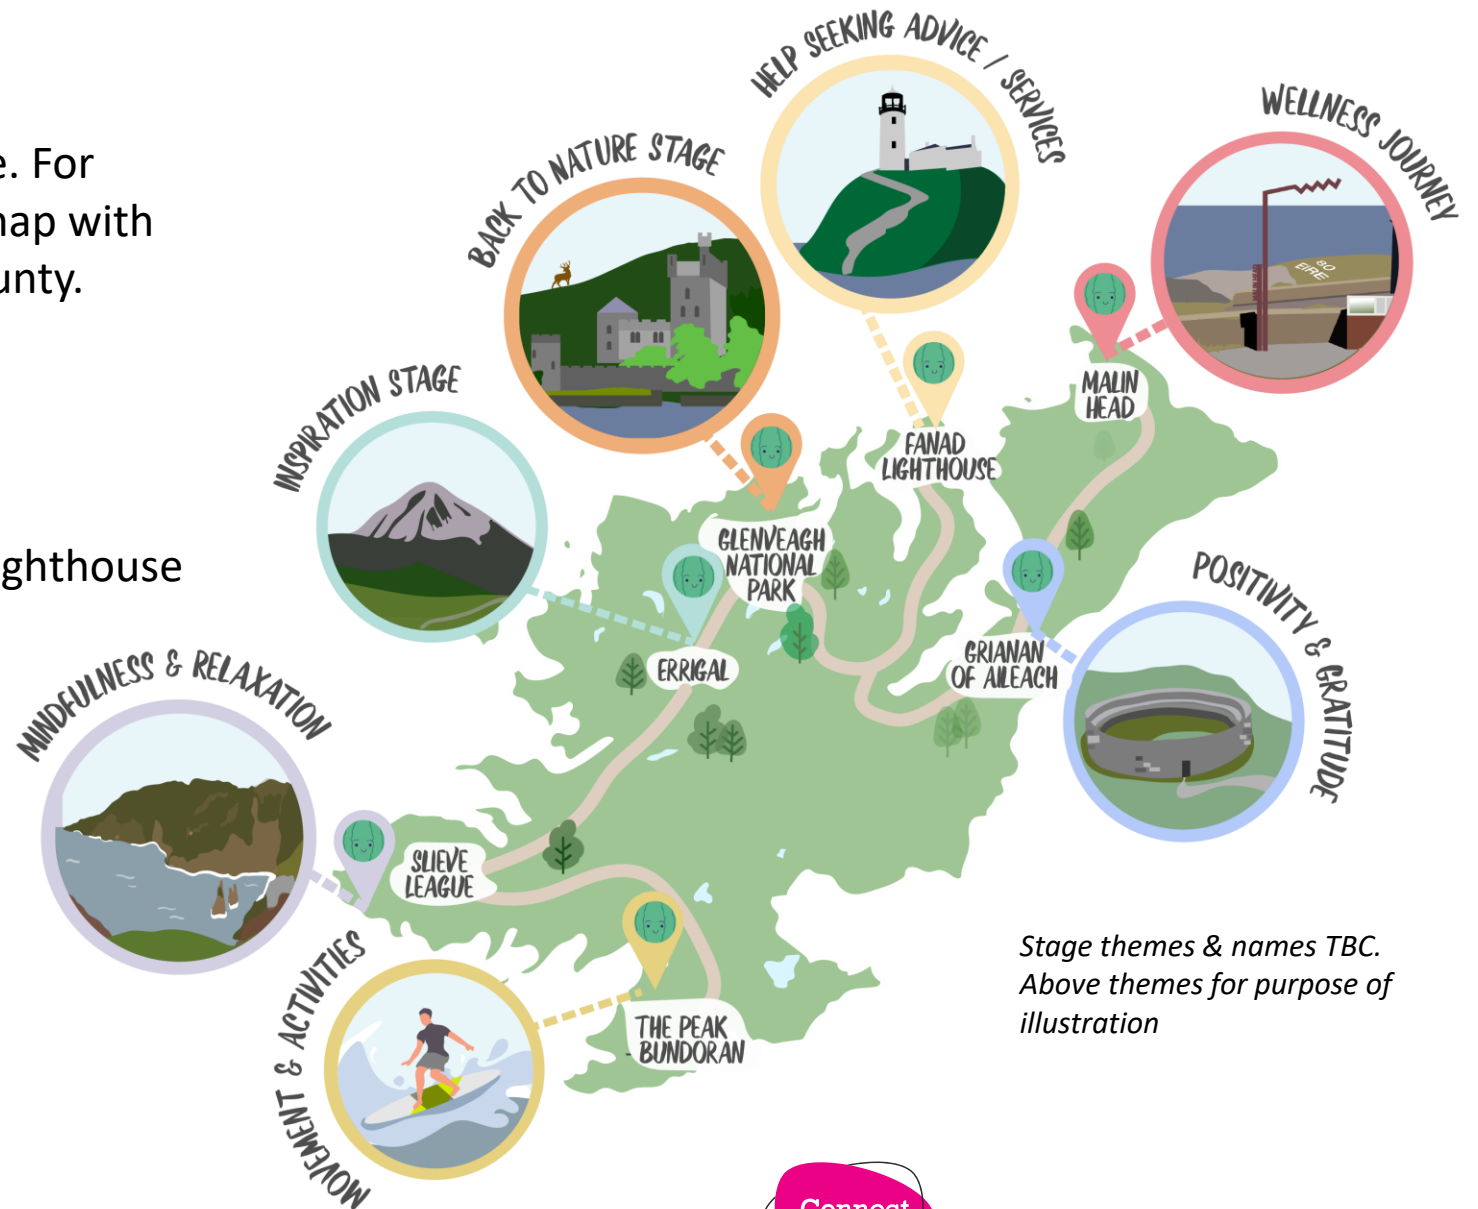 e. For
map with
unty.
ghthouse
HELP SEEKING ADVICE / SERVICES
WELLNESS JOURNEY
BACK TO NATURE STAGE
INSPIRATION STAGE
MINDFULNESS & RELAXATION
MOVEMENT & ACTIVITIES
POSITIVITY & GRATITUDE
80
EIRE
MALIN
HEAD
FANAD
LIGHTHOUSE
GLENVEAGH
NATIONAL
PARK
ERRIGAL
GRIANAN
OF AILEACH
SLIEVE
LEAGUE
THE PEAK
BUNDORAN
Stage themes & names TBC.
Above themes for purpose of
illustration
Connect